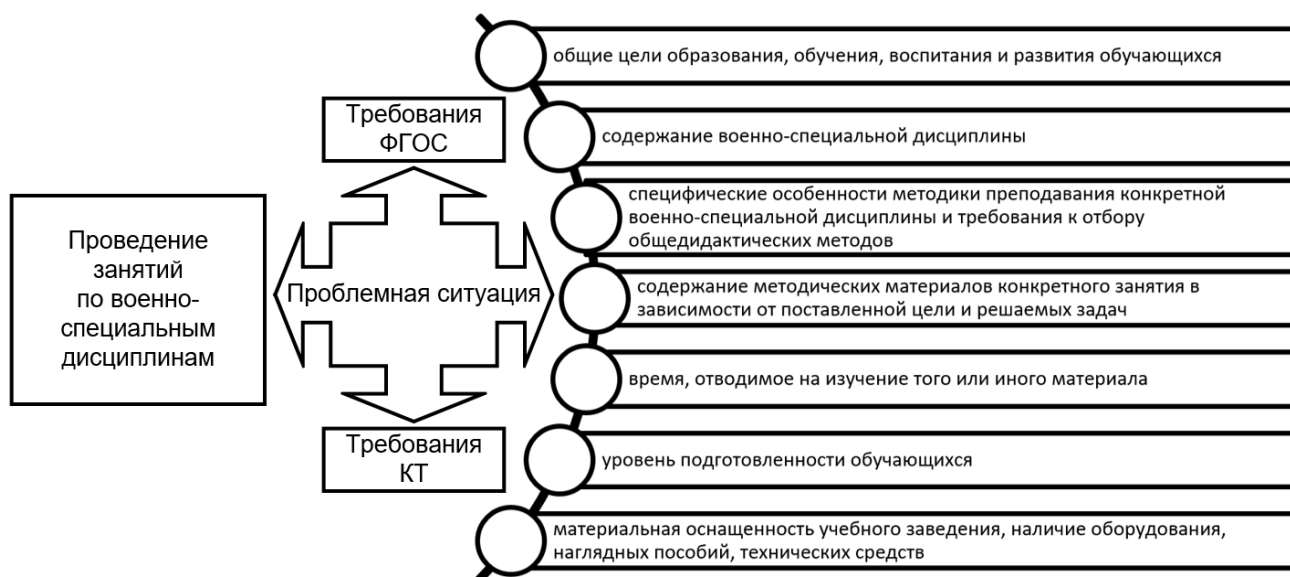 Проведение
занятий
по военно-
специальным
дисциплинам
Требования
ФГОС
Проблемная ситуация
Требования
КТ
общие цели образования, обучения, воспитания и развития обучающихся
содержание военно-специальной дисциплины
специфические особенности методики преподавания конкретной
военно-специальной дисциплины и требования к отбору
общедидактических методов
содержание методических материалов конкретного занятия в
зависимости от поставленной цели и решаемых задач
время, отводимое на изучение того или иного материала
уровень подготовленности обучающихся
материальная оснащенность учебного заведения, наличие оборудования,
наглядных пособий, технических средств